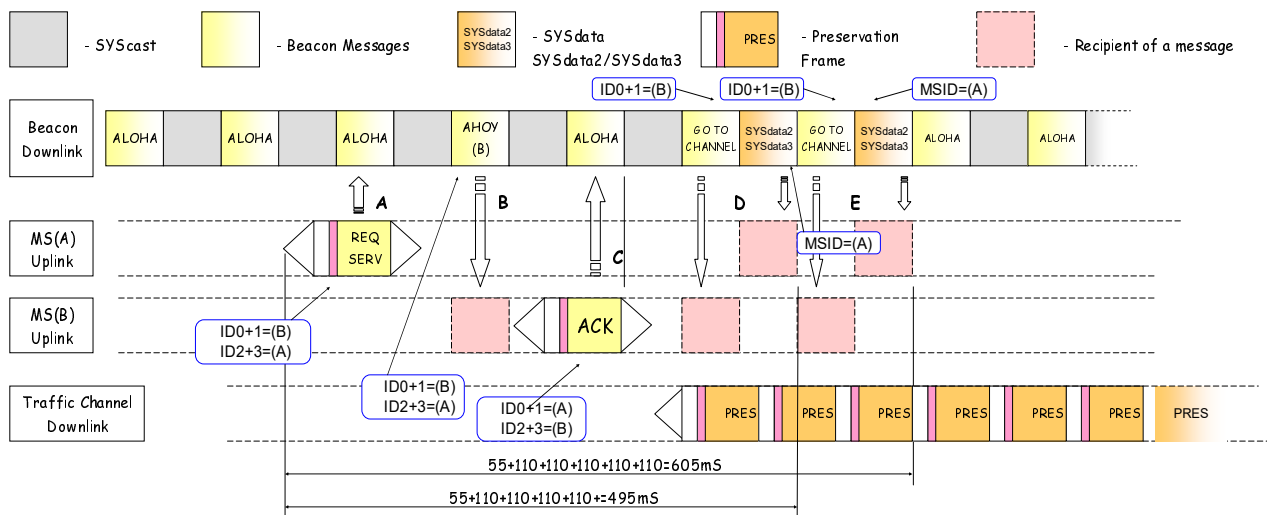 SYSdata2
SYSdata3
PRES
- SYScast
- Beacon Messages
- SYSdata
SYSdata2/SYSdata3
- Preservation
Frame
- Recipient of a message
ID0+1=(B)
ID0+1=(B)
MSID=(A)
Beacon
Downlink
ALOHA
ALOHA
ALOHA
AHOY
(B)
ALOHA
GO TO
CHANNEL
SYSdata2
SYSdata3
GO TO
CHANNEL
SYSdata2
SYSdata3
ALOHA
ALOHA
A
B
C
D
E
MS(A)
Uplink
REQ
SERV
MSID=(A)
MS(B)
Uplink
ACK
ID0+1=(B)
ID2+3=(A)
ID0+1=(B)
ID2+3=(A)
ID0+1=(A)
ID2+3=(B)
Traffic Channel
Downlink
PRES
PRES
PRES
PRES
PRES
PRES
PRES
55+110+110+110+110+110=605mS
55+110+110+110+110+=495mS